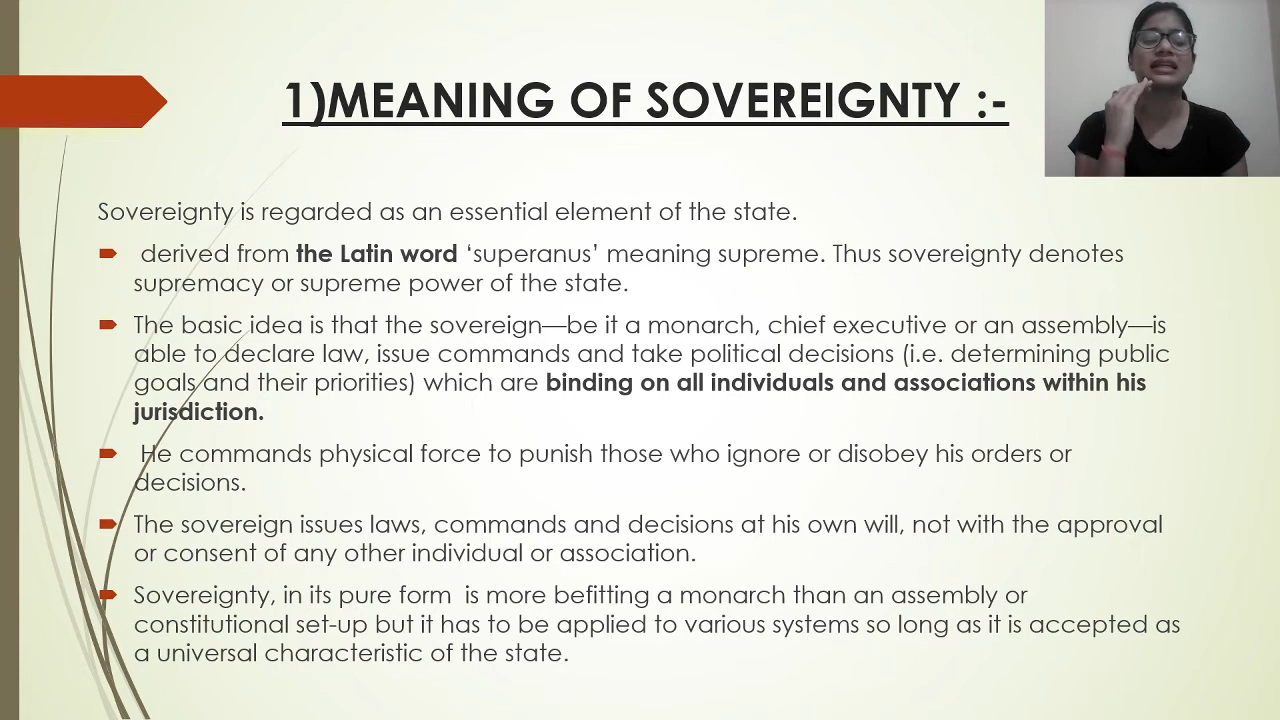 1)MEANING OF SOVEREIGNTY :-
Sovereignty is regarded as an essential element of the state.
derived from the Latin word ‘superanus’ meaning supreme. Thus sovereignty denotes
supremacy or supreme power of the state.
The basic idea is that the sovereign—be it a monarch, chief executive or an assembly—is
able to declare law, issue commands and take political decisions (i.e. determining public
goals and their priorities) which are binding on all individuals and associations within his
jurisdiction.
He commands physical force to punish those who ignore or disobey his orders or
decisions.
The sovereign issues laws, commands and decisions at his own will, not with the approval
or consent of any other individual or association.
Sovereignty, in its pure form  is more befitting a monarch than an assembly or
constitutional set-up but it has to be applied to various systems so long as it is accepted as
a universal characteristic of the state.